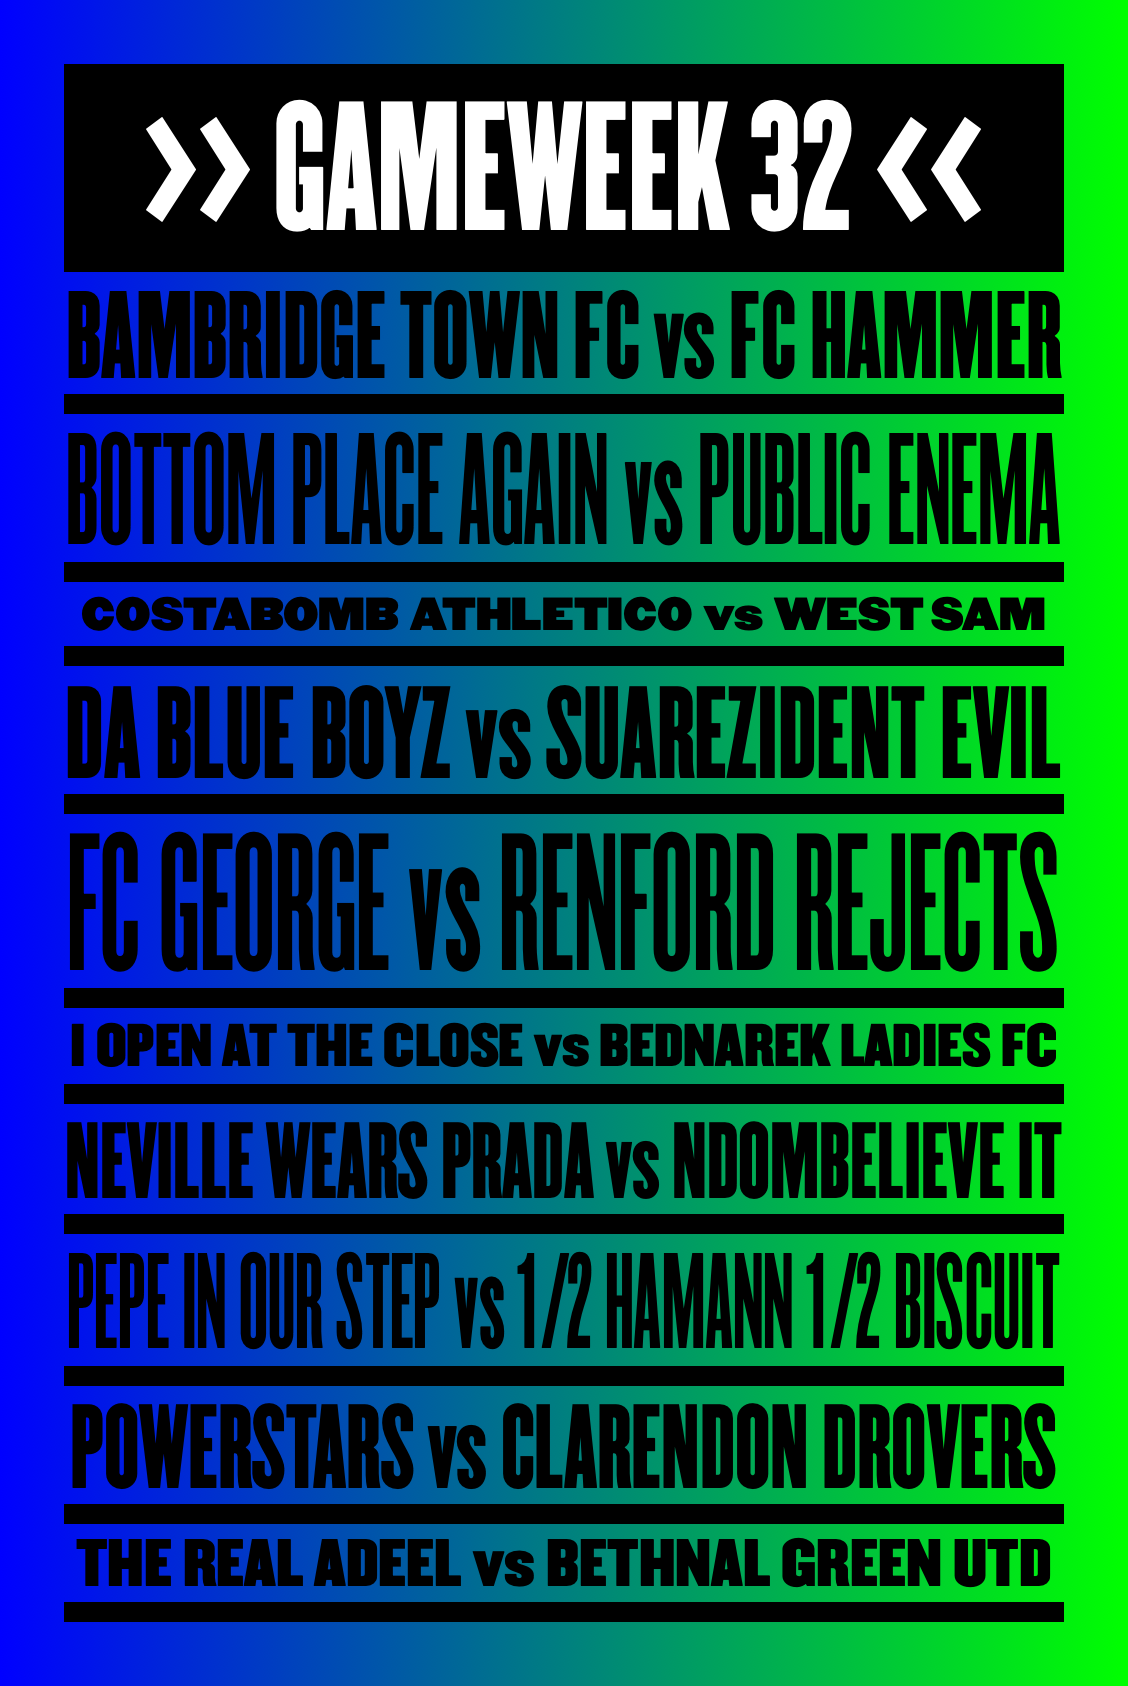 >> GAMEWEEK 32 <<
BAMBRIDGE TOWN FC vs FC HAMMER
BOTTOM PLACE AGAIN vs PUBLIC ENEMA
COSTABOMB ATHLETICO vs WEST SAM
DA BLUE BOYZ vs SUAREZIDENT EVIL
FC GEORGE vs RENFORD REJECTS
I OPEN AT THE CLOSE vs BEDNAREK LADIES FC
NEVILLE WEARS PRADA vs NDOMBELIEVE IT
PEPE IN OUR STEP vs 1/2 HAMANN 1/2 BISCUIT
POWERSTARS vs CLARENDON DROVERS
THE REAL ADEEL vs BETHNAL GREEN UTD